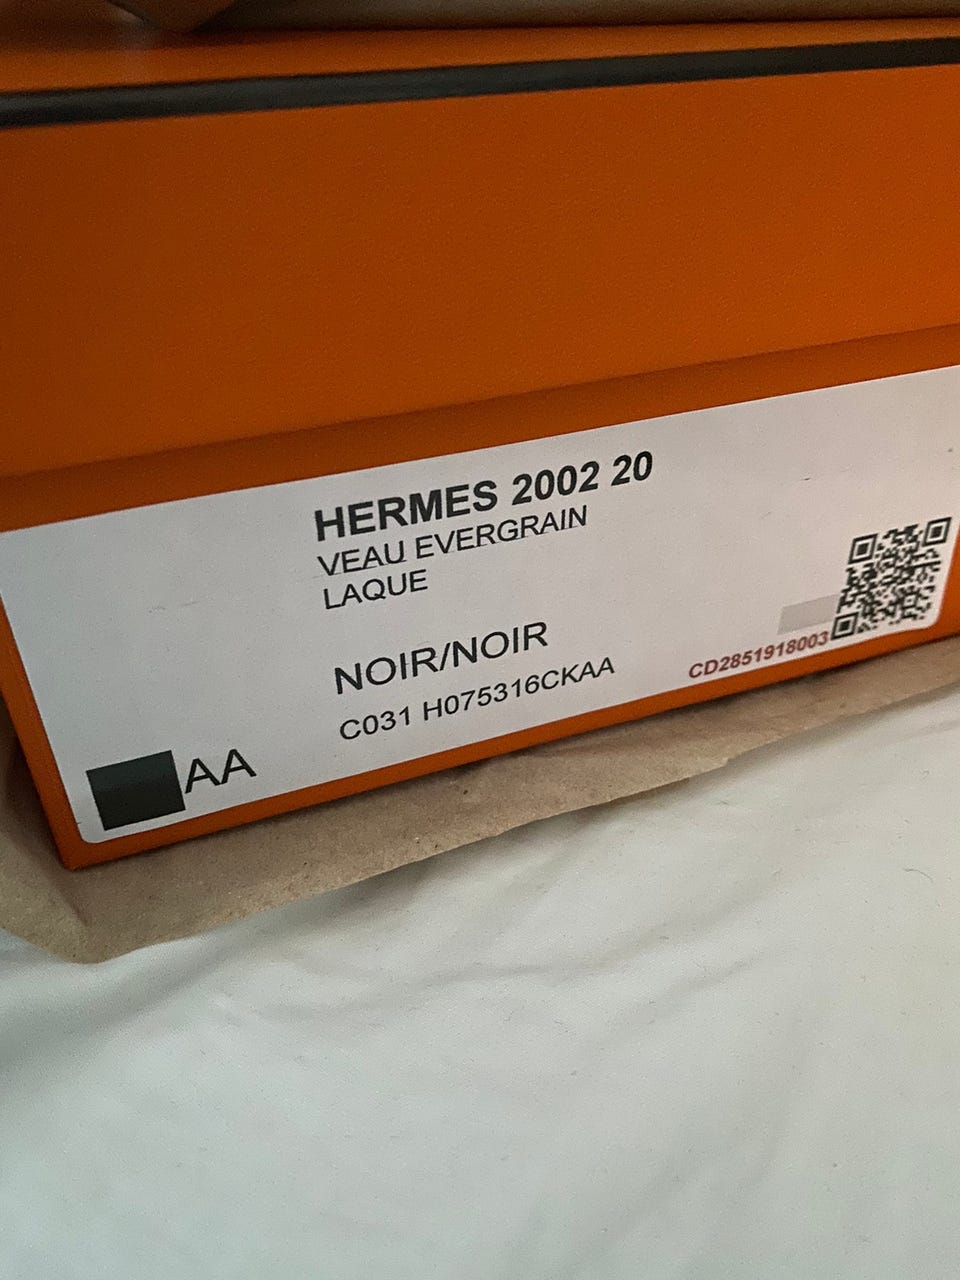 HERMES 2002 20
VEAU EVERGRAIN
LAQUE
NOIR/NOIR
C031 H075316CKAA
CD2851918003
AA